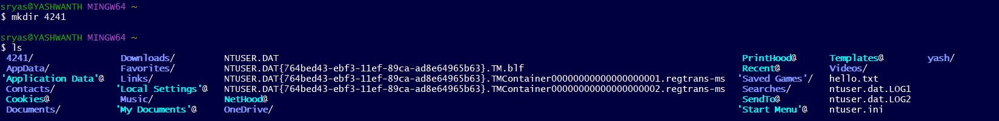 sryas@YASHWANTH MINGW64 ~
$ mkdir 4241
sryas@YASHWANTH MINGW64 ~
$ ls
4241/ Downloads/ NTUSER.DAT PrintHood@ Templates@ yash/
AppData/ Favorites/ NTUSER.DAT{764bed43-ebf3-11ef-89ca-ad8e64965b63}.TM.blf Recent@ Videos/
'Application Data'@ Links/ NTUSER.DAT{764bed43-ebf3-11ef-89ca-ad8e64965b63}.TMContainer00000000000000000001.regtrans-ms 'Saved Games'/ hello.txt
Contacts/ 'Local Settings'@ NTUSER.DAT{764bed43-ebf3-11ef-89ca-ad8e64965b63}.TMContainer00000000000000000002.regtrans-ms Searches/ ntuser.dat.LOG1
Cookies@ Music/ NetHood@ SendTo@ ntuser.dat.LOG2
Documents/ 'My Documents'@ OneDrive/ 'Start Menu'@ ntuser.ini